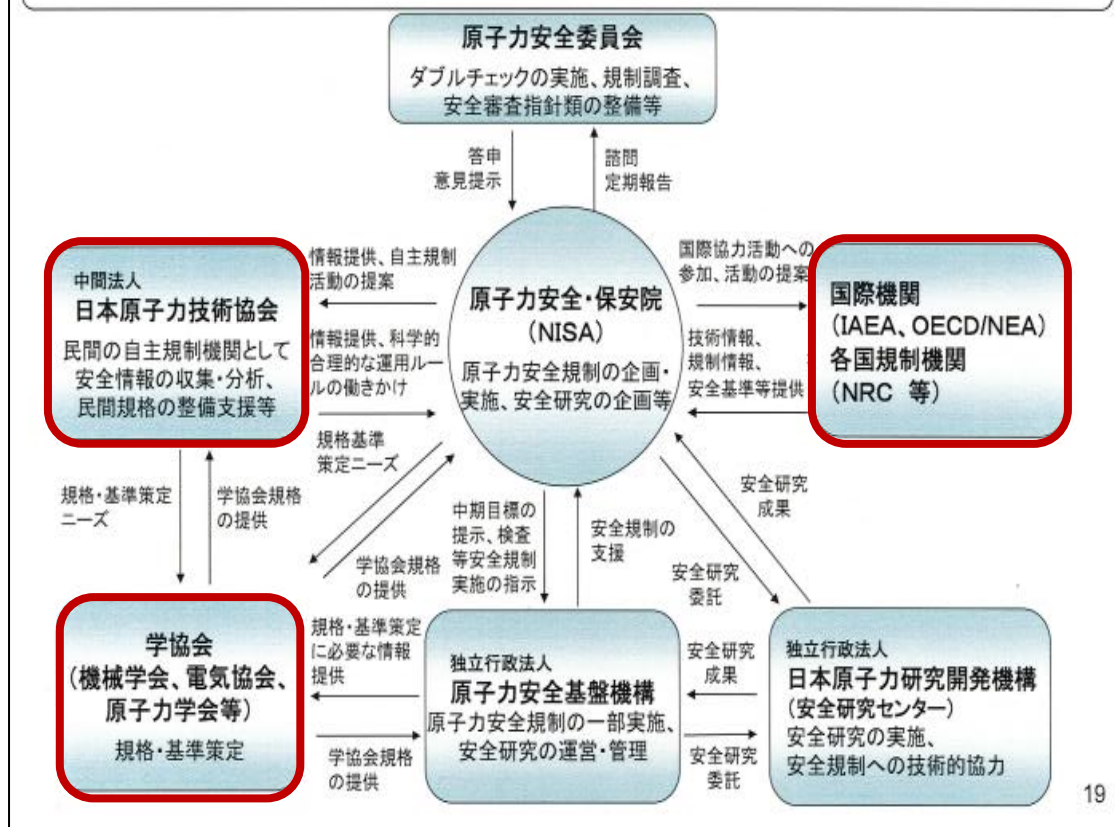 原子力安全委員会
ダブルチェックの実施、規制調査、
安全審査指針類の整備等
答申
意見提示
諮問
定期報告
情報提供、自主規制
活動の提案
国際協力活動への
参加、活動の提案
中間法人
日本原子力技術協会
民間の自主規制機関として
安全情報の収集・分析、
民間規格の整備支援等
原子力安全・保安院
(NISA)
原子力安全規制の企画・
実施、安全研究の企画等
国際機関
(IAEA、OECD/NEA)
各国規制機関
(NRC 等)
情報提供、科学的
合理的な運用ルー
ルの働きかけ
技術情報、
規制情報、
安全基準等提供
規格基準
策定ニーズ
規格・基準策定
ニーズ
学協会規格
の提供
学協会規格
の提供
中期目標の
提示、検査
等安全規制
実施の指示
安全規制の
支援
安全研究
成果
安全研究
委託
学協会
(機械学会、電気協会、
原子力学会等)
規格・基準策定
規格・基準策定
に必要な情報
提供
学協会規格
の提供
独立行政法人
原子力安全基盤機構
原子力安全規制の一部実施、
安全研究の運営・管理
安全研究
成果
安全研究
委託
独立行政法人
日本原子力研究開発機構
(安全研究センター)
安全研究の実施、
安全規制への技術的協力
19